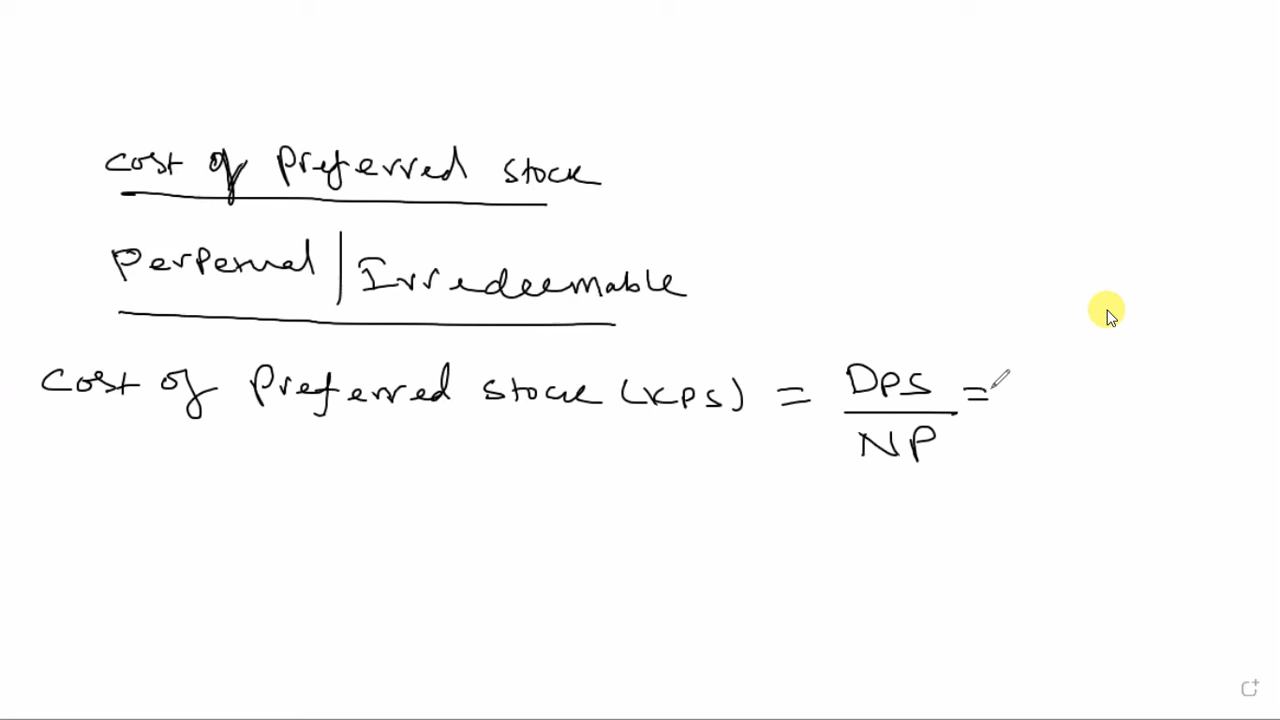 cost of preferred stock
perpetual | Irredeemable
cost of preferred stock (KPS) = DPS / NP =